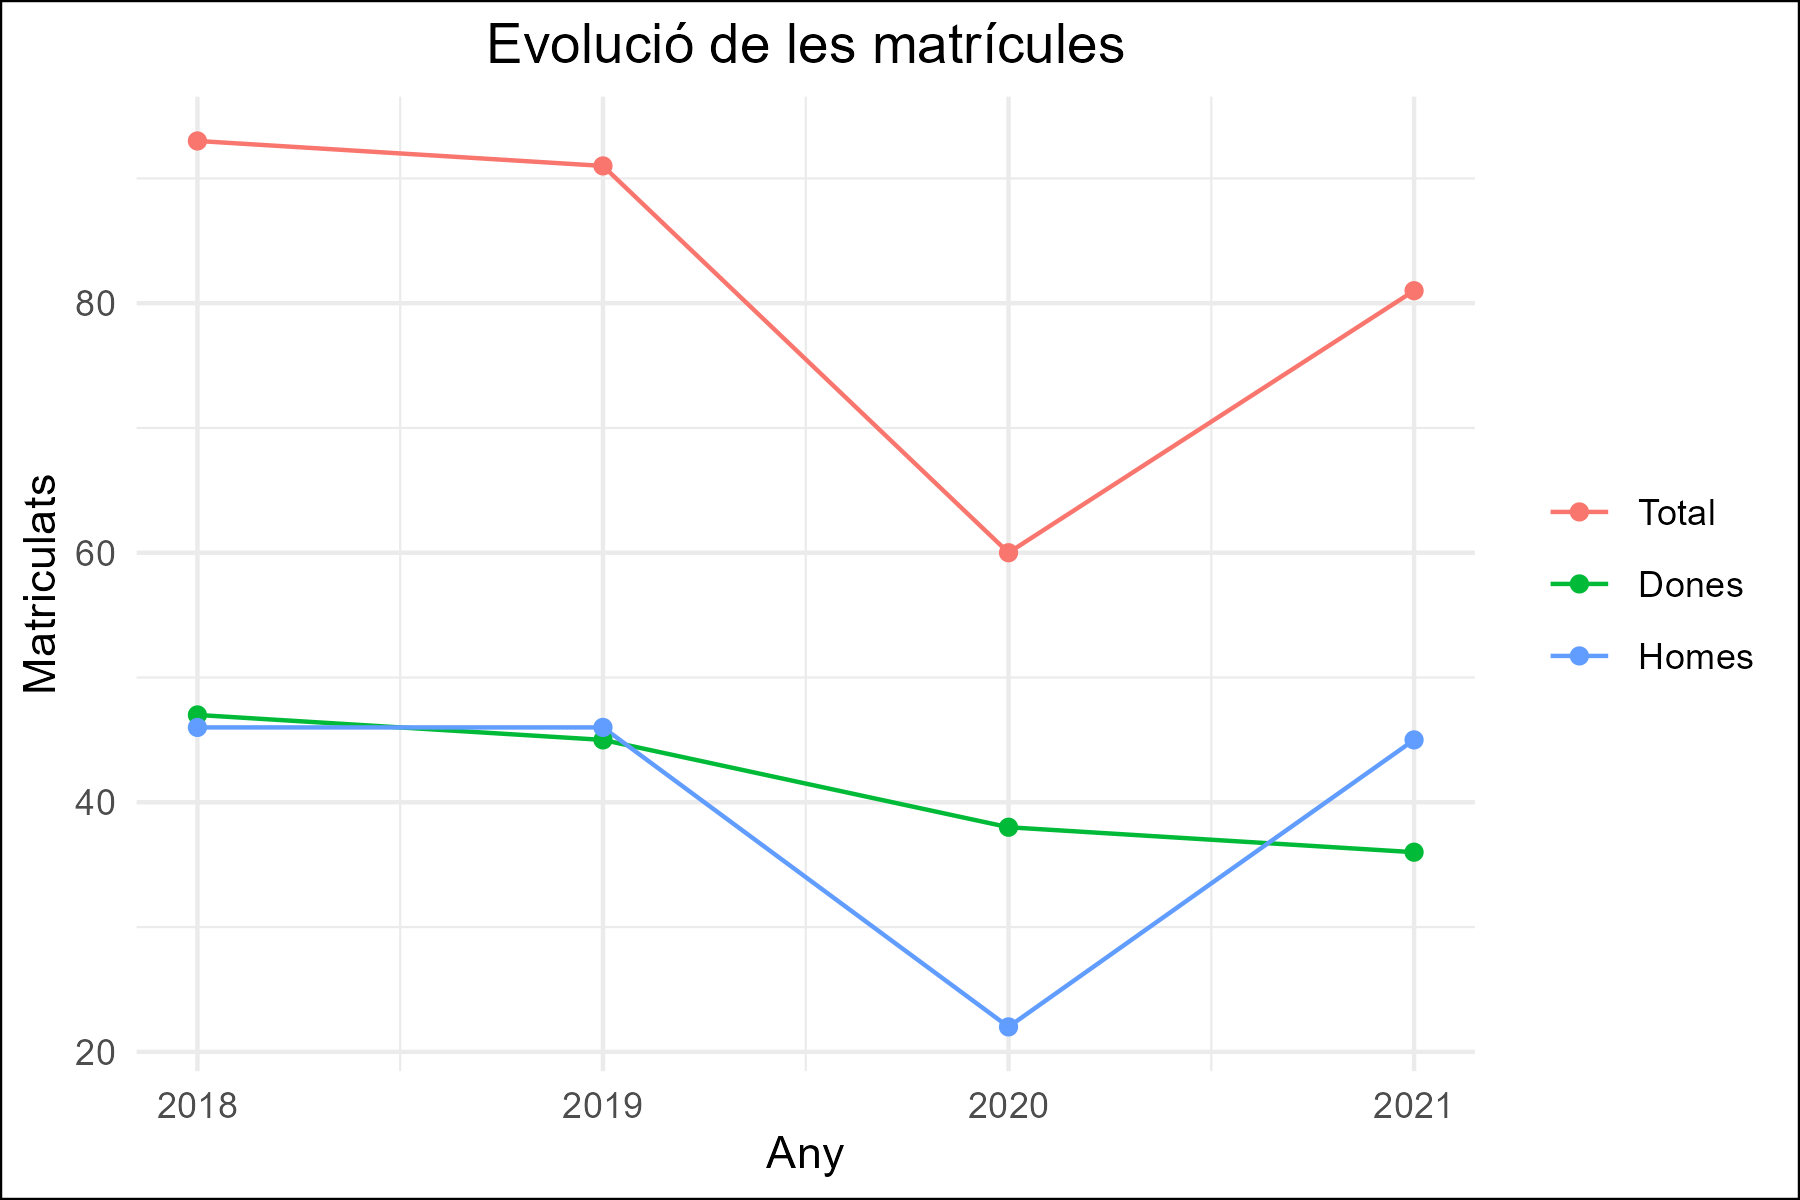 Evolució de les matrícules
Matriculats
80
60
40
20
2018 2019 2020 2021
Any
Total
Dones
Homes